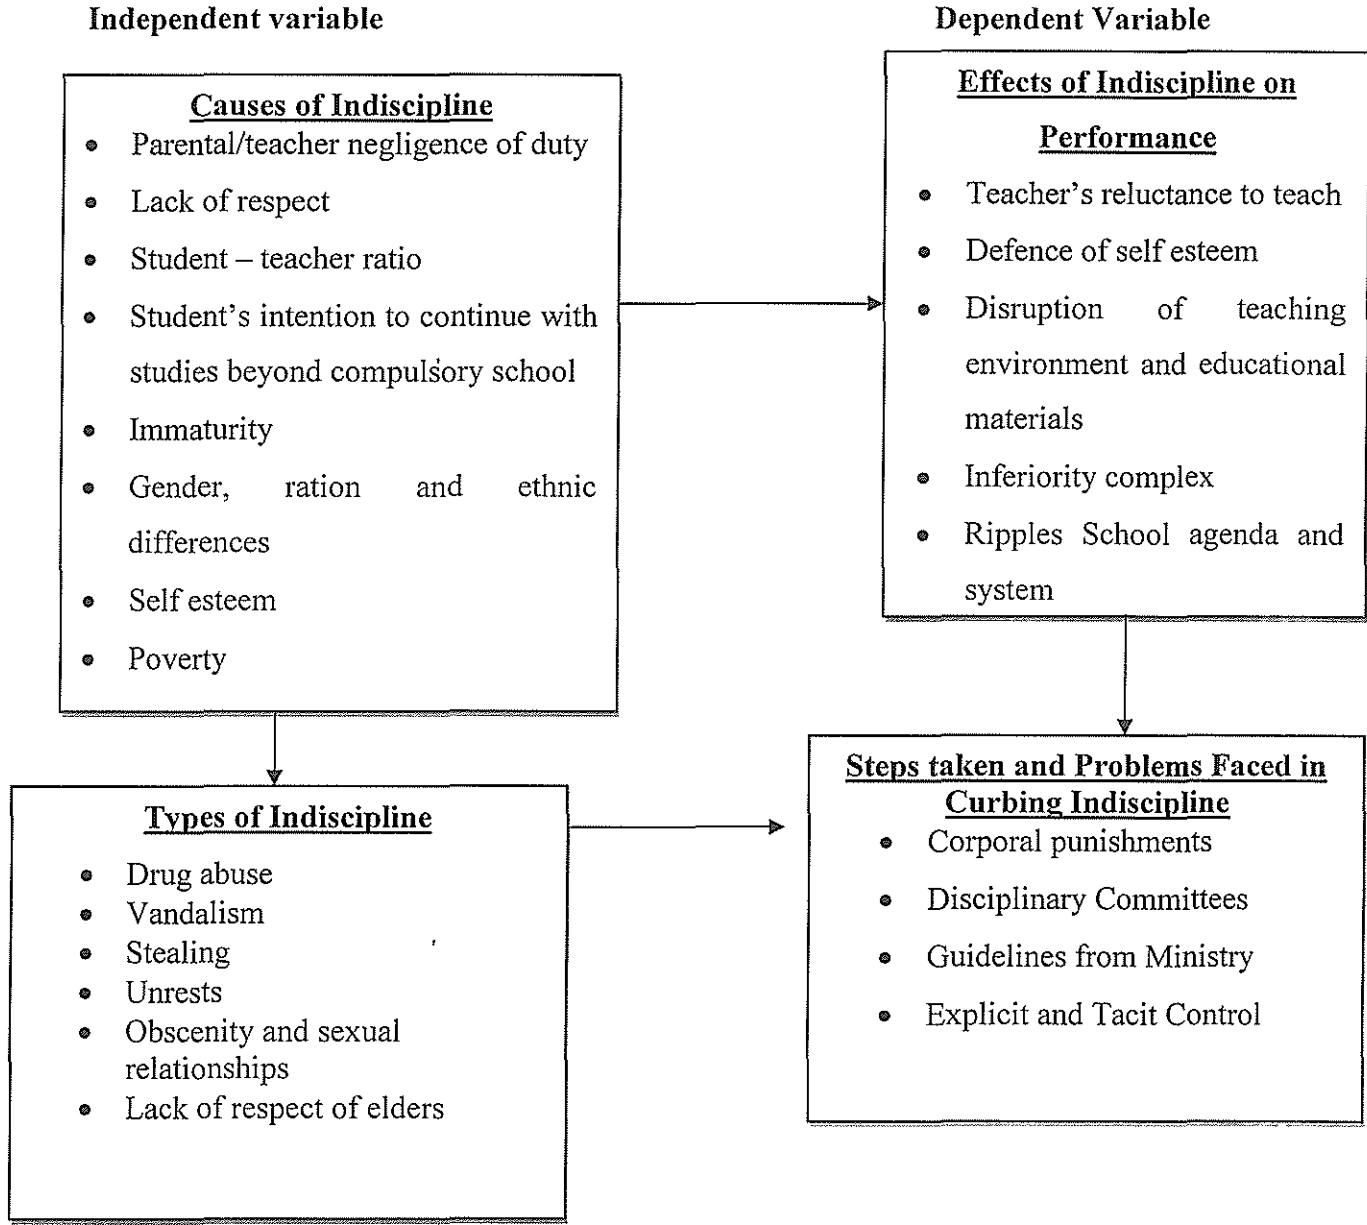 Independent variable
Dependent Variable
Causes of Indiscipline
• Parental/teacher negligence of duty
• Lack of respect
• Student – teacher ratio
• Student's intention to continue with
studies beyond compulsory school
• Immaturity
• Gender, ration and ethnic
differences
• Self esteem
• Poverty
Effects of Indiscipline on
Performance
• Teacher's reluctance to teach
• Defence of self esteem
• Disruption of teaching
environment and educational
materials
• Inferiority complex
• Ripples School agenda and
system
Types of Indiscipline
• Drug abuse
• Vandalism
• Stealing
• Unrests
• Obscenity and sexual
relationships
• Lack of respect of elders
Steps taken and Problems Faced in
Curbing Indiscipline
• Corporal punishments
• Disciplinary Committees
• Guidelines from Ministry
• Explicit and Tacit Control